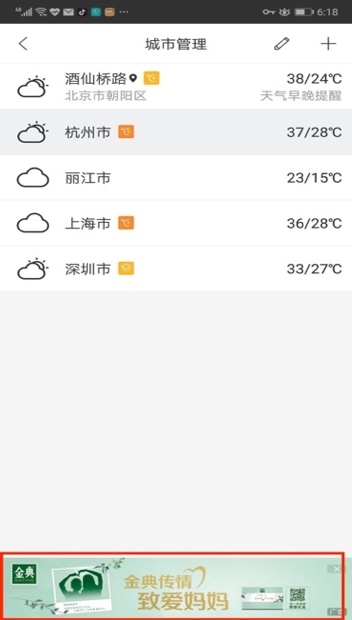 6:18
城市管理
酒仙桥路 38/24℃
北京市朝阳区 天气早晚提醒
杭州市 37/28℃
丽江市 23/15℃
上海市 36/28℃
深圳市 33/27℃
金典
金典传情
致爱妈妈
广告